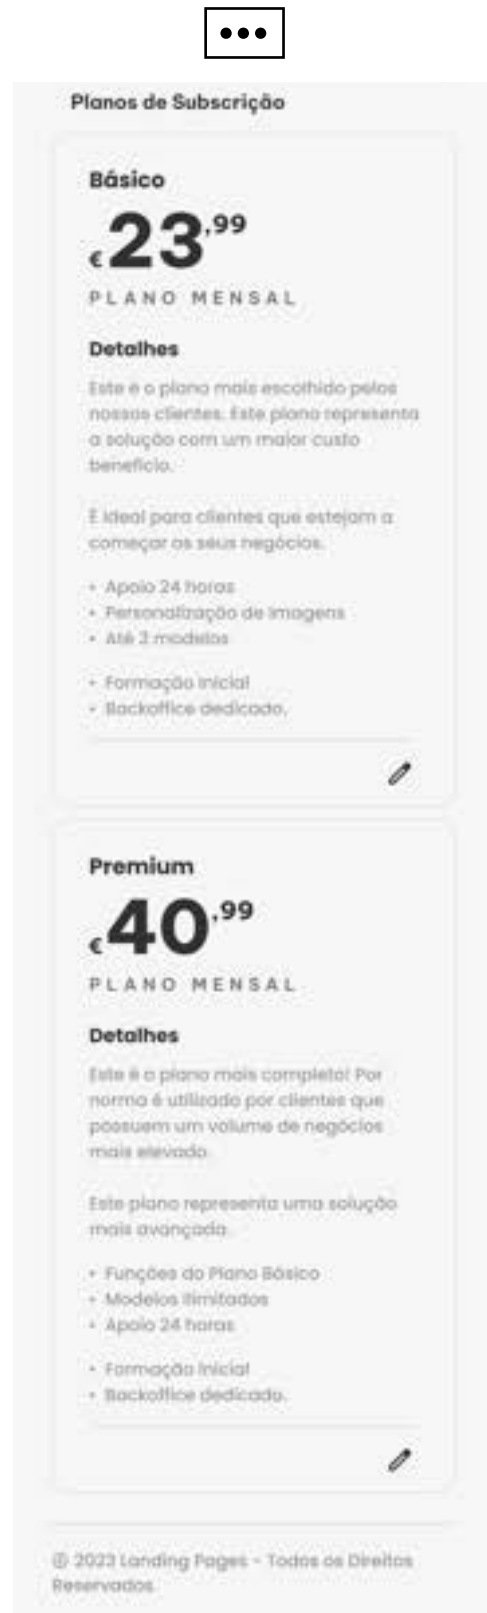 Planos de Subscrição
Básico
€23,99
PLANO MENSAL
Detalhes
Este é o plano mais escolhido pelos
nossos clientes. Este plano representa
a solução com um maior custo
benefício.
É ideal para clientes que estejam a
começar os seus negócios.
• Apoio 24 horas
• Personalização de Imagens
• Até 2 modelos
• Formação Inicial
• Backoffice dedicado.
Premium
€40,99
PLANO MENSAL
Detalhes
Este é o plano mais completo! Por
norma é utilizado por clientes que
possuem um volume de negócios
mais elevado.
Este plano representa uma solução
mais avançada.
• Funções do Plano Básico
• Modelos Ilimitados
• Apoio 24 horas
• Formação Inicial
• Backoffice dedicado.
© 2023 Landing Pages - Todos os Direitos
Reservados.